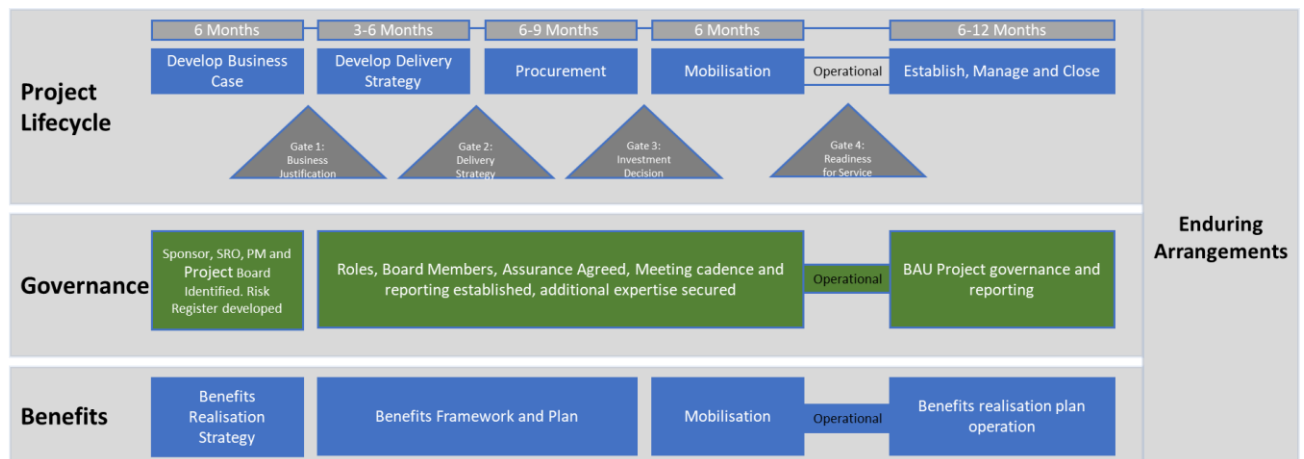 6 Months
3-6 Months
6-9 Months
6 Months
6-12 Months
Project
Lifecycle
Develop Business
Case
Develop Delivery
Strategy
Procurement
Mobilisation
Operational
Establish, Manage and Close
Gate 1:
Business
Justification
Gate 2:
Delivery
Strategy
Gate 3:
Investment
Decision
Gate 4:
Readiness
for Service
Governance
Sponsor, SRO, PM and
Project Board
Identified. Risk
Register developed
Roles, Board Members, Assurance Agreed, Meeting cadence and
reporting established, additional expertise secured
Operational
BAU Project governance and
reporting
Benefits
Benefits
Realisation
Strategy
Benefits Framework and Plan
Mobilisation
Operational
Benefits realisation plan
operation
Enduring
Arrangements